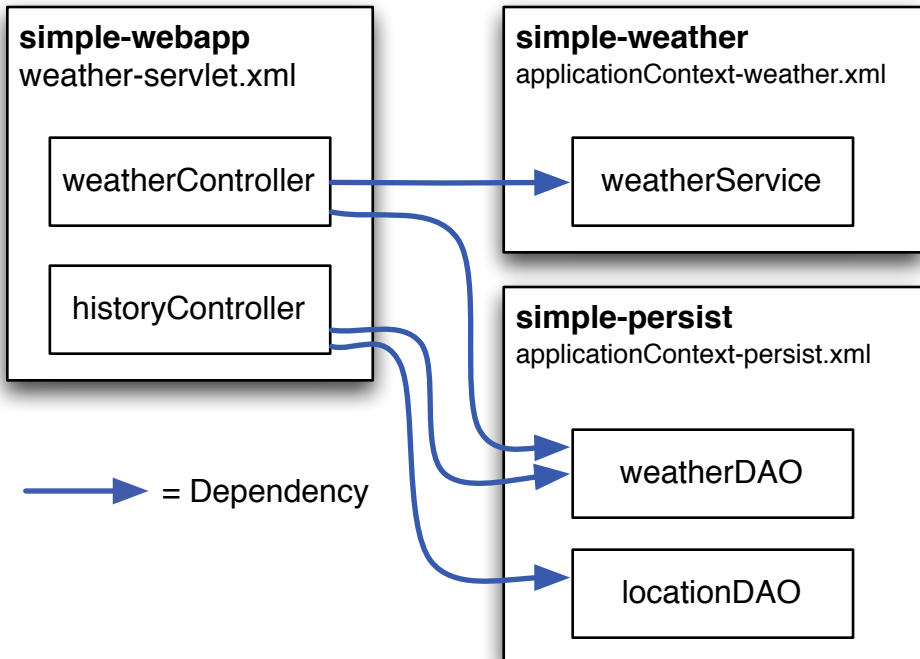 simple-webapp
weather-servlet.xml
weatherController
historyController
simple-weather
applicationContext-weather.xml
weatherService
simple-persist
applicationContext-persist.xml
weatherDAO
locationDAO
= Dependency